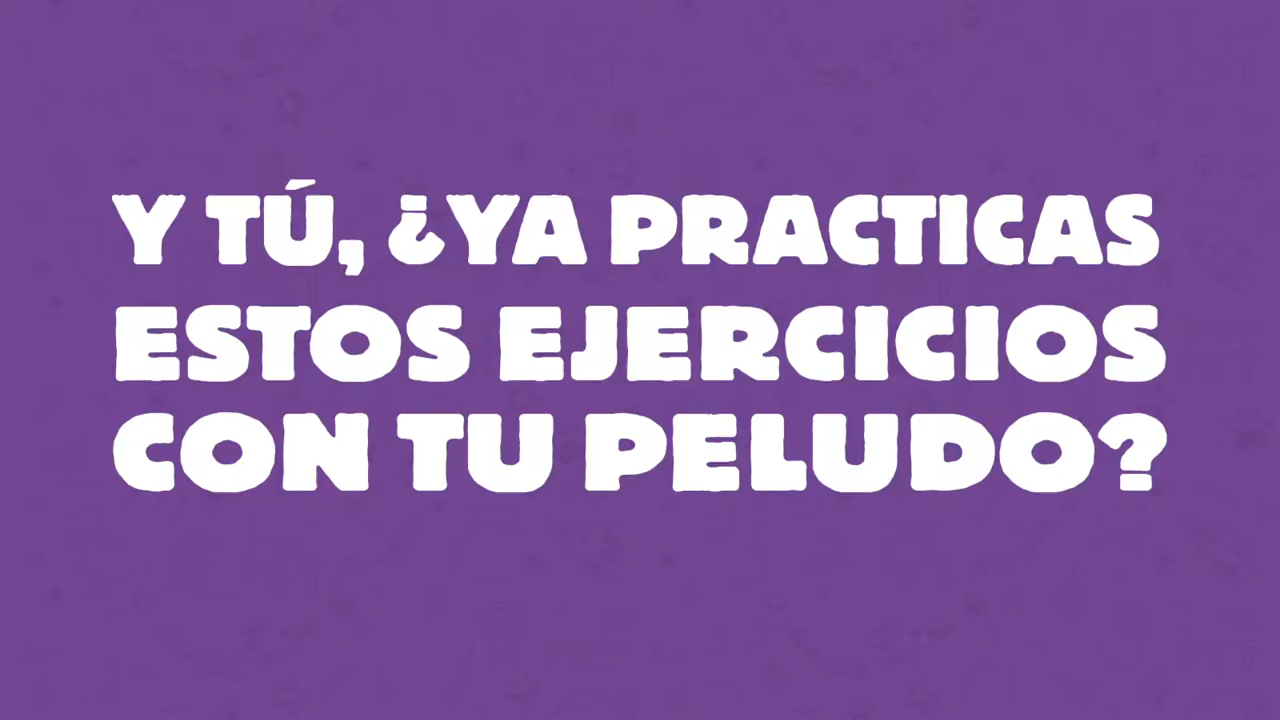 Y TÚ, ¿YA PRACTICAS
ESTOS EJERCICIOS
CON TU PELUDO?